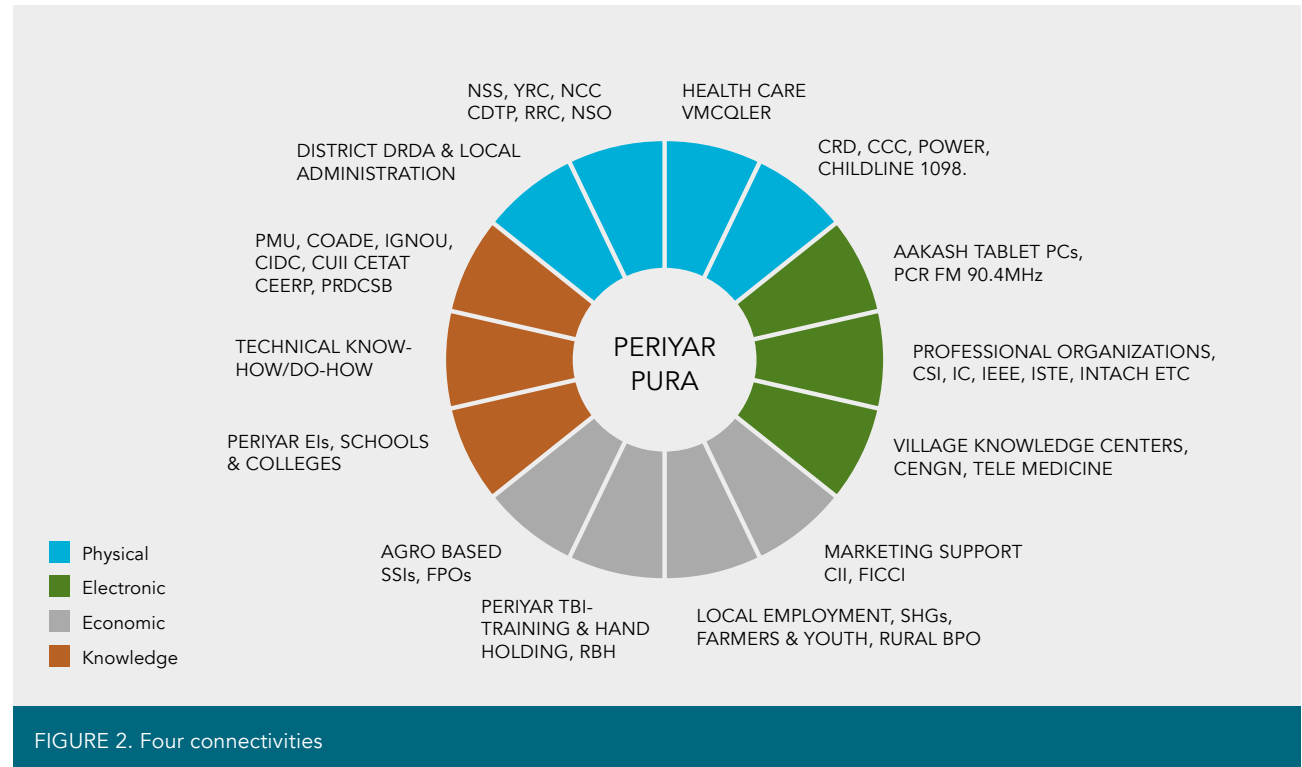 NSS, YRC, NCC
CDTP, RRC, NSO
HEALTH CARE
VMCQLER
DISTRICT DRDA & LOCAL
ADMINISTRATION
CRD, CCC, POWER,
CHILDLINE 1098.
PMU, COADE, IGNOU,
CIDC, CUII CETAT
CEERP, PRDCSB
AAKASH TABLET PCs,
PCR FM 90.4MHz
TECHNICAL KNOW-
HOW/DO-HOW
PERIYAR
PURA
PROFESSIONAL ORGANIZATIONS,
CSI, IC, IEEE, ISTE, INTACH ETC
PERIYAR EIs, SCHOOLS
& COLLEGES
VILLAGE KNOWLEDGE CENTERS,
CENGN, TELE MEDICINE
AGRO BASED
SSIs, FPOs
MARKETING SUPPORT
CII, FICCI
PERIYAR TBI-
TRAINING & HAND
HOLDING, RBH
LOCAL EMPLOYMENT, SHGs,
FARMERS & YOUTH, RURAL BPO
Physical
Electronic
Economic
Knowledge
FIGURE 2. Four connectivities